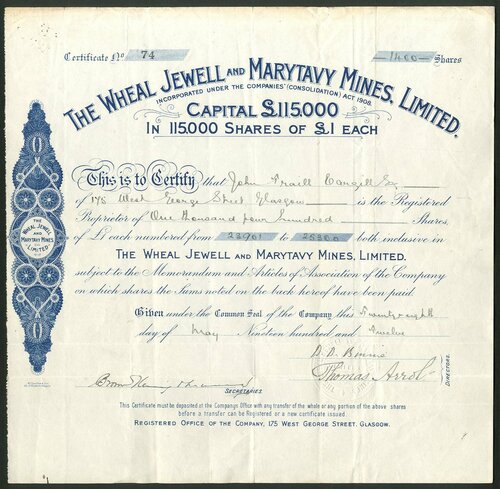 Certificate No 74
1400 Shares
THE WHEAL JEWELL AND MARYTAVY MINES, LIMITED.
INCORPORATED UNDER THE COMPANIES' (CONSOLIDATION) ACT 1908.
CAPITAL £115,000
IN 115,000 SHARES OF £1 EACH
This is to Certify that John Traill Cargill Esq
of 175 West George Street Glasgow is the Registered
Proprietor of One thousand four hundred Shares,
of £1 each numbered from 23901 to 25300 both inclusive in
THE WHEAL JEWELL AND MARYTAVY MINES, LIMITED.
subject to the Memorandum and Articles of Association of the Company
on which shares the Sums noted on the back hereof have been paid.
Given under the Common Seal of the Company this Twentyeighth
day of May Nineteen hundred and Twelve
Thomas Arrol
DIRECTORS.
SECRETARIES.
THE WHEAL JEWELL AND MARYTAVY MINES, LIMITED
This Certificate must be deposited at the Company's Office with any transfer of the whole or any portion of the above shares
before a transfer can be Registered or a new certificate issued.
REGISTERED OFFICE OF THE COMPANY, 175 WEST GEORGE STREET, GLASGOW.